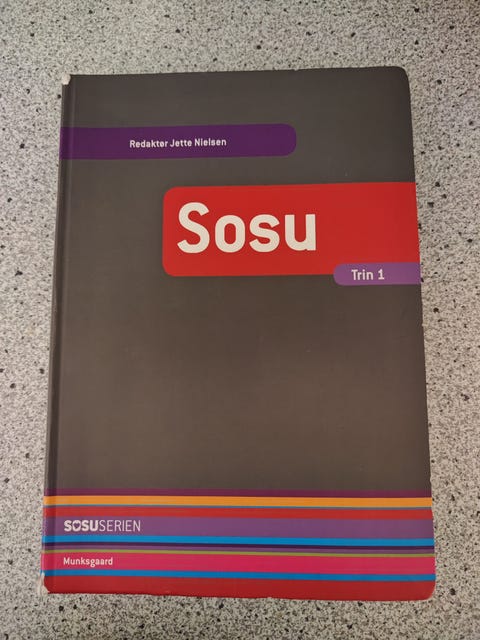 Redaktør Jette Nielsen
Sosu
Trin 1
SOSUSERIEN
Munksgaard